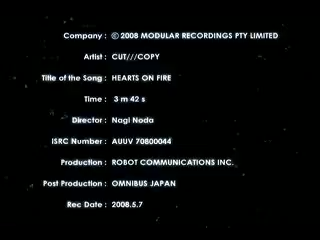 Company : © 2008 MODULAR RECORDINGS PTY LIMITED
Artist : CUT///COPY
Title of the Song : HEARTS ON FIRE
Time : 3 m 42 s
Director : Nagi Noda
ISRC Number : AUUV 70800044
Production : ROBOT COMMUNICATIONS INC.
Post Production : OMNIBUS JAPAN
Rec Date : 2008.5.7